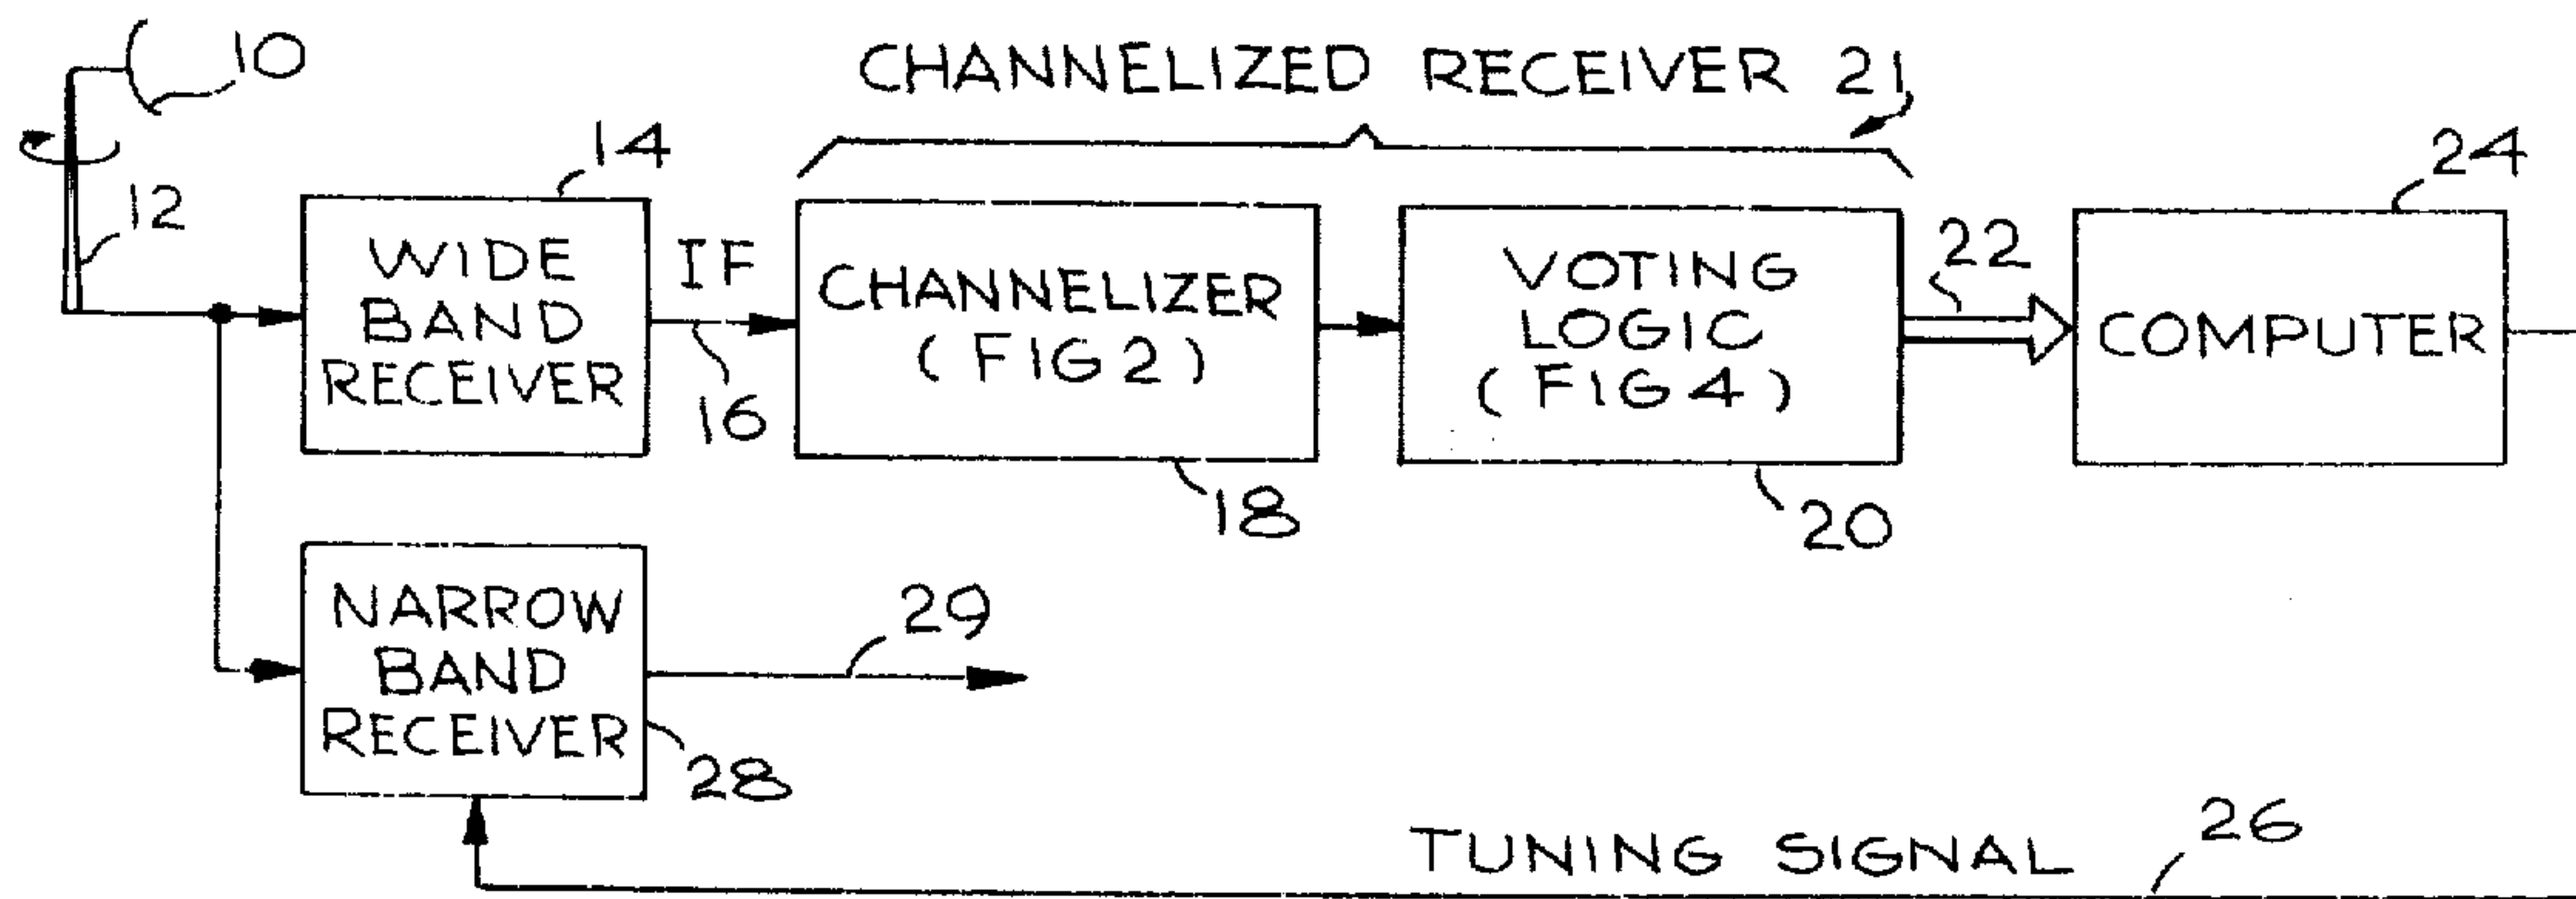 10
CHANNELIZED RECEIVER 21
14
24
12
WIDE
BAND
RECEIVER
IF
16
CHANNELIZER
(FIG 2)
18
VOTING
LOGIC
(FIG 4)
20
22
COMPUTER
NARROW
BAND
RECEIVER
28
29
TUNING SIGNAL
26